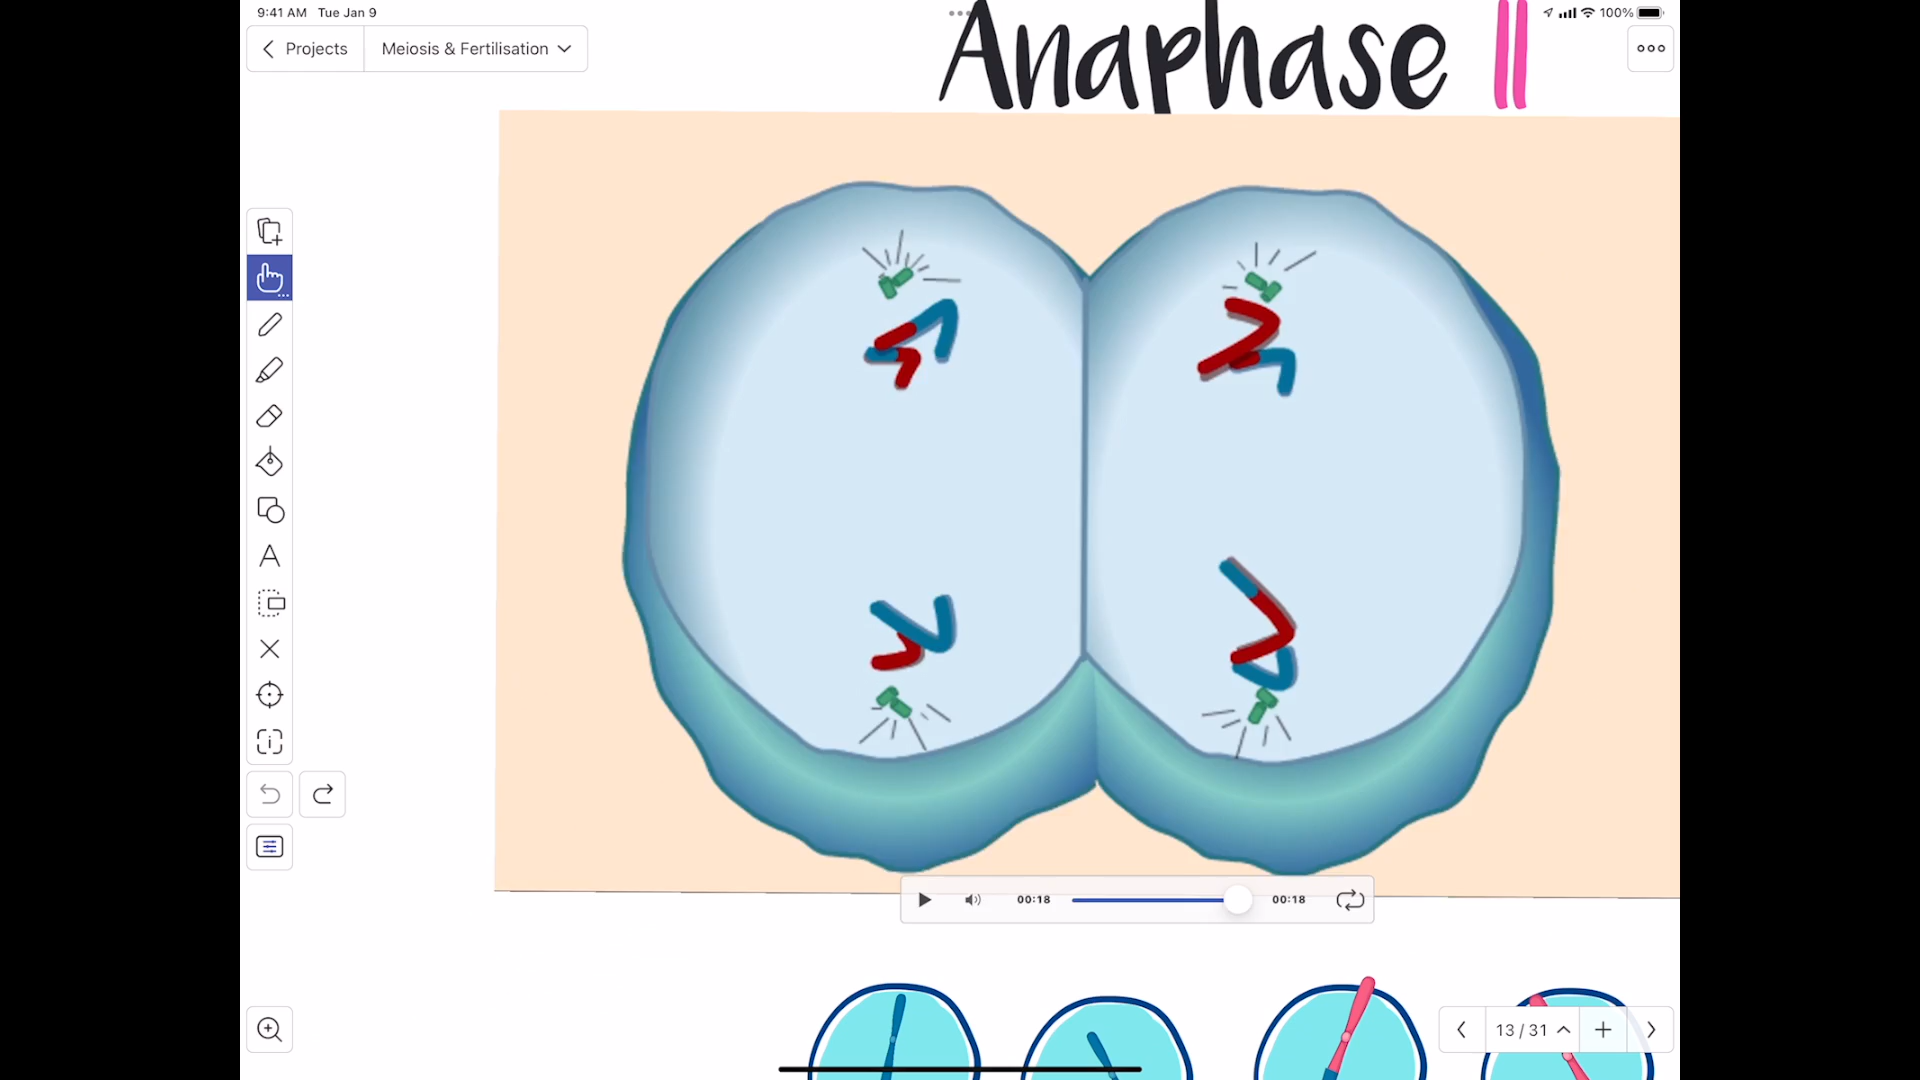 9:41 AM Tue Jan 9
100%
Projects
Meiosis & Fertilisation
Anaphase II
00:18
00:18
13 / 31